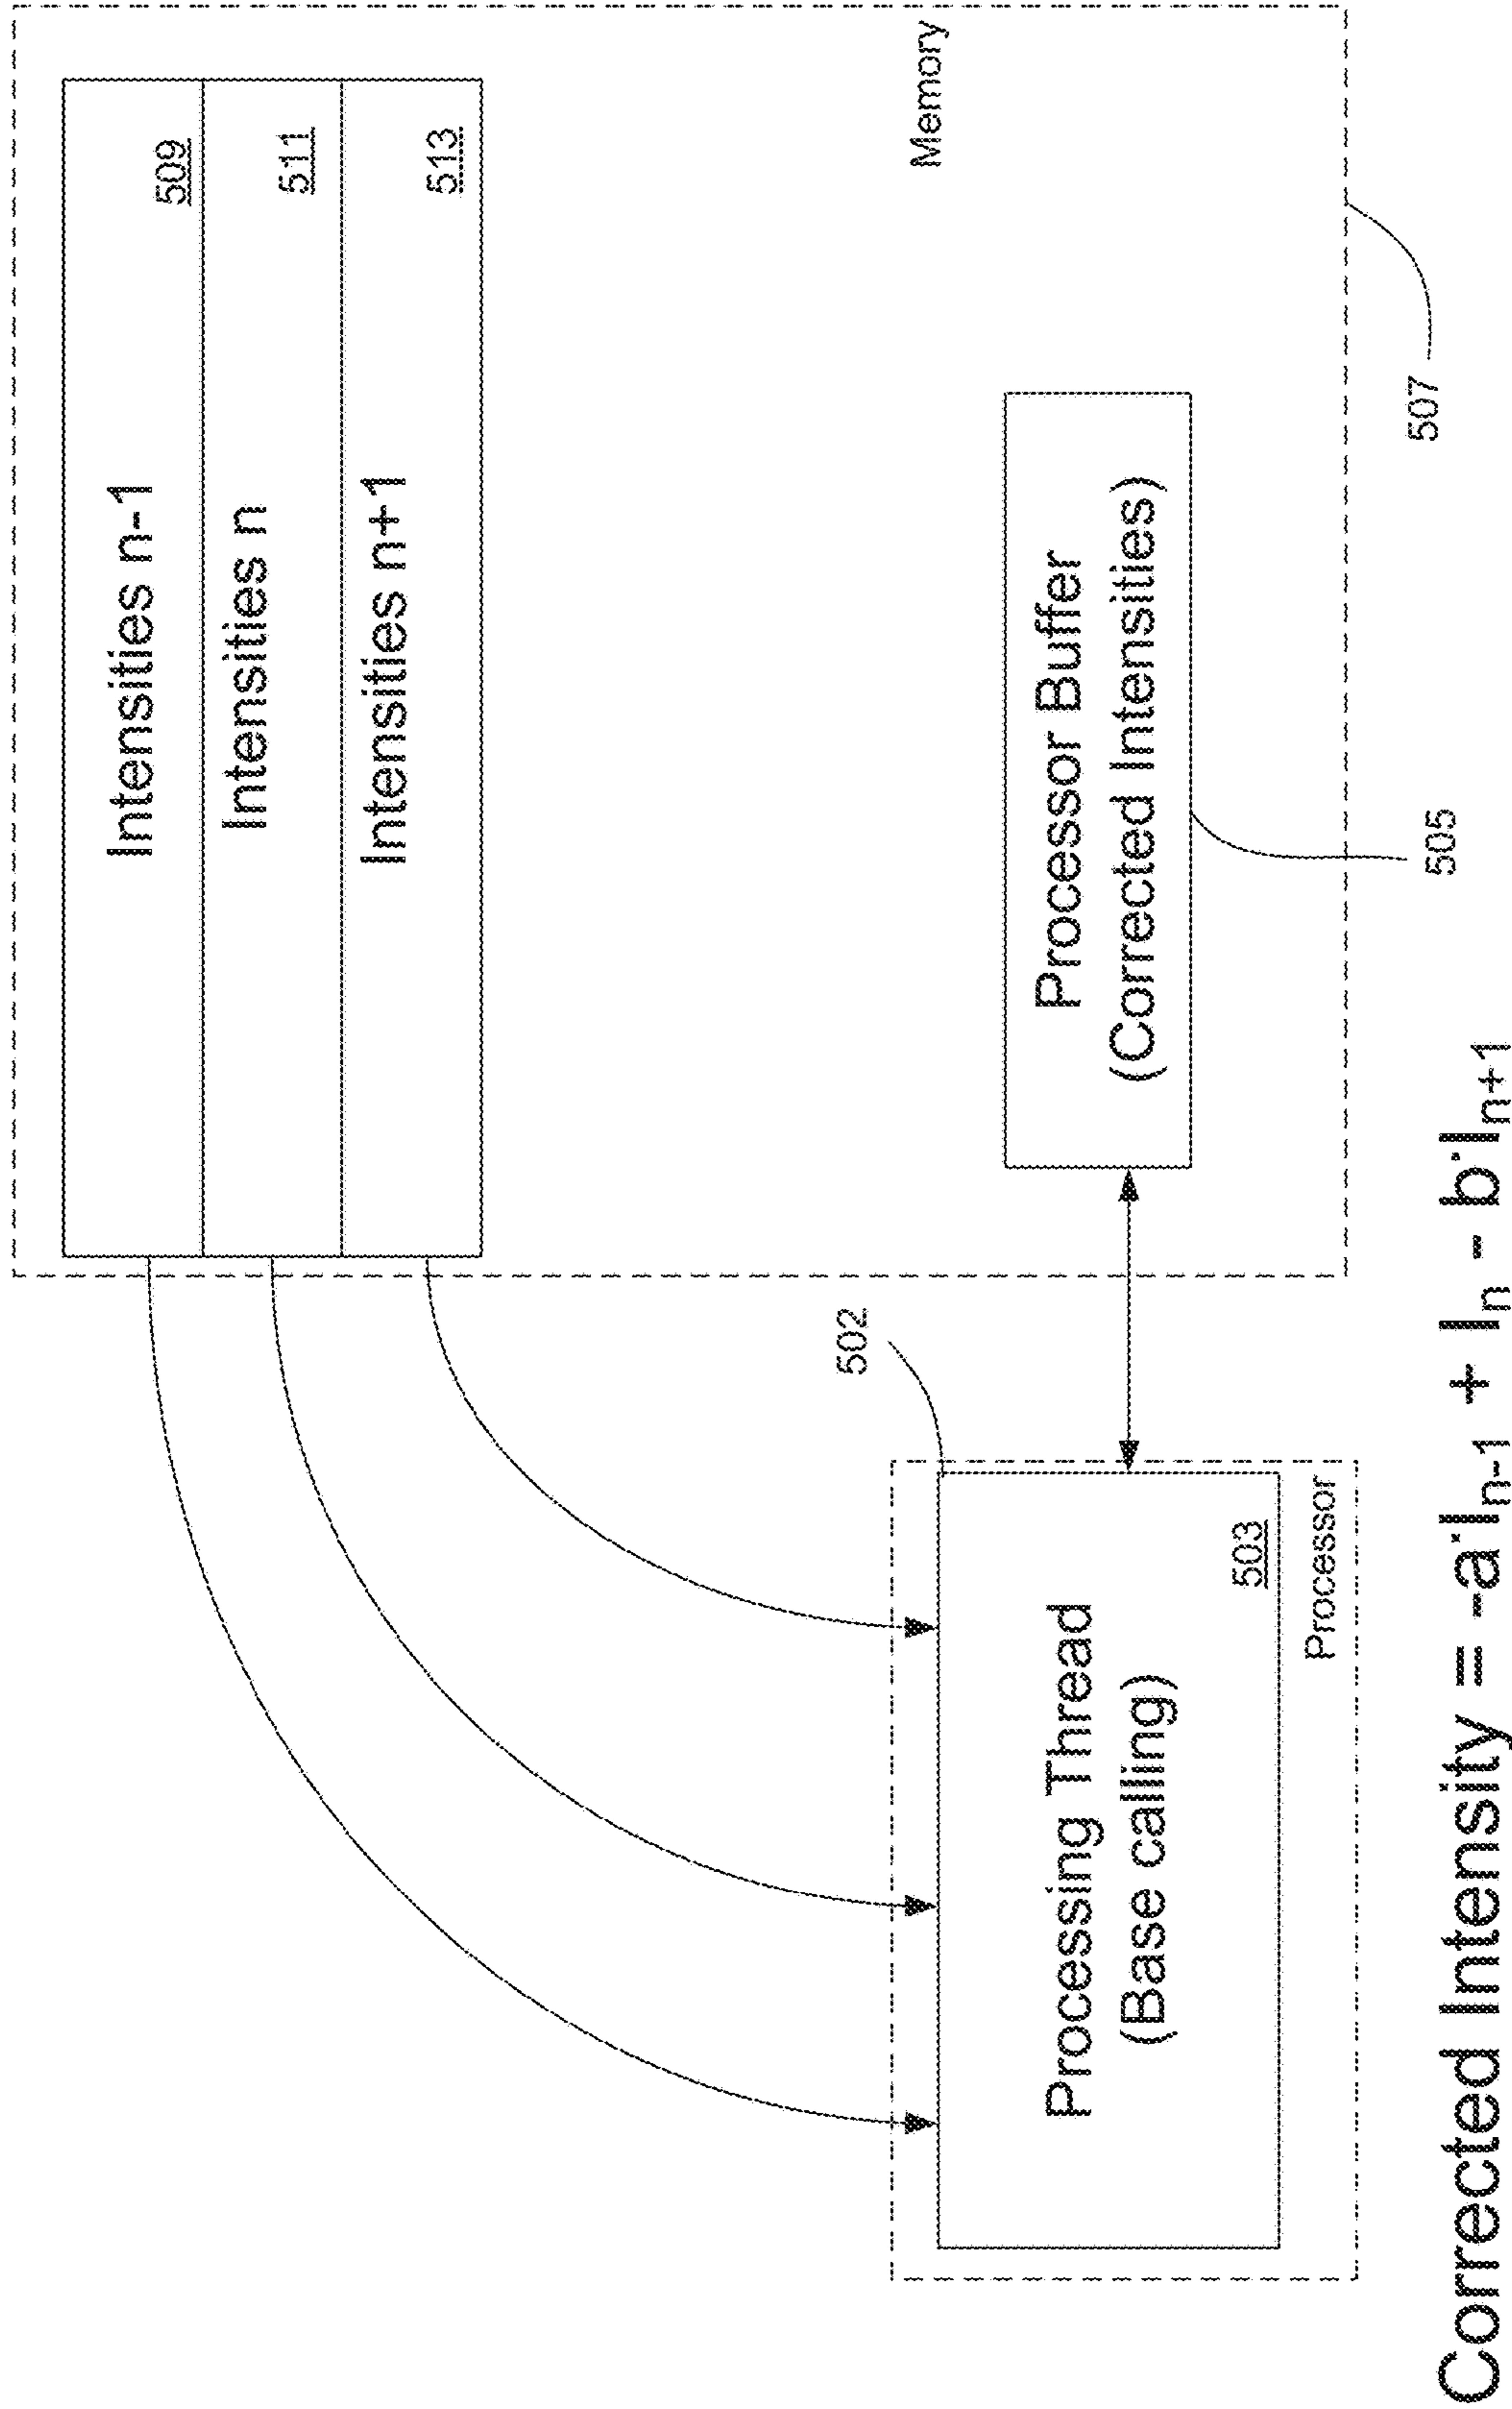 Intensities n-1
509
Intensities n
511
Intensities n+1
513
Memory
502
Processing Thread
(Base calling)
503
Processor
Processor Buffer
(Corrected Intensities)
505
507
Corrected Intensity = -a*Iₙ₋₁ + Iₙ - b*Iₙ₊₁